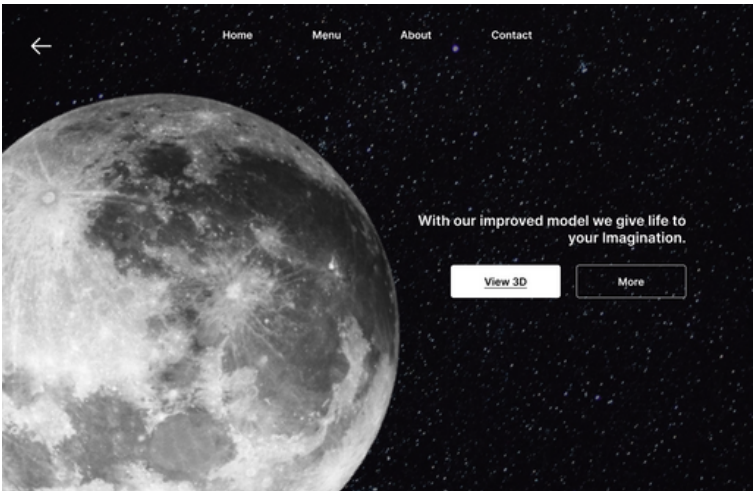 Home Menu About Contact
With our improved model we give life to
your Imagination.
View 3D More